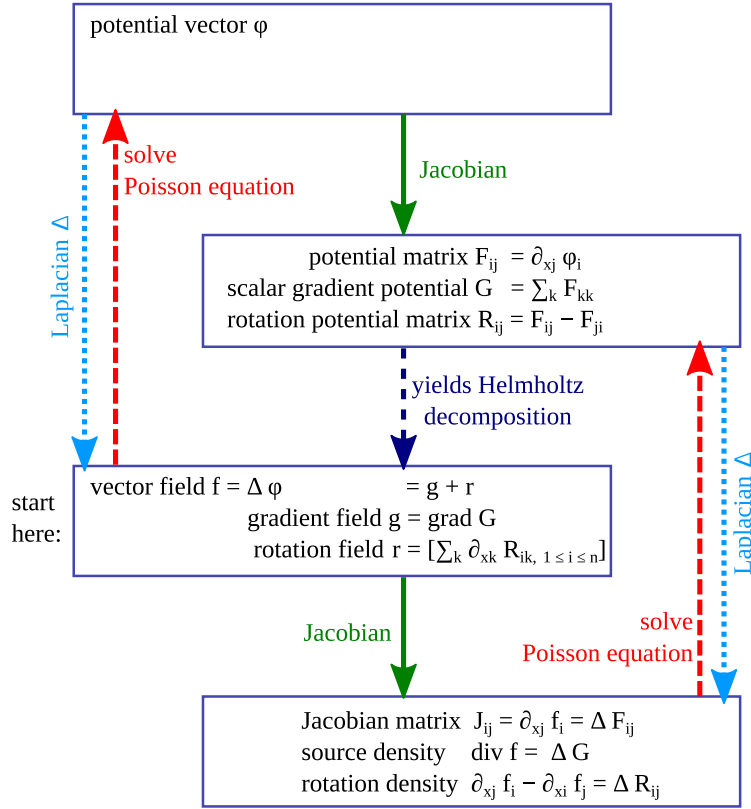 potential vector φ
solve
Poisson equation
Laplacian Δ
Jacobian
potential matrix F_ij = ∂_xj φ_i
scalar gradient potential G = ∑_k F_kk
rotation potential matrix R_ij = F_ij − F_ji
yields Helmholtz
decomposition
start
here:
vector field f = Δ φ = g + r
gradient field g = grad G
rotation field r = [∑_k ∂_xk R_ik, 1 ≤ i ≤ n]
Laplacian Δ
Jacobian
solve
Poisson equation
Jacobian matrix J_ij = ∂_xj f_i = Δ F_ij
source density div f = Δ G
rotation density ∂_xj f_i − ∂_xi f_j = Δ R_ij